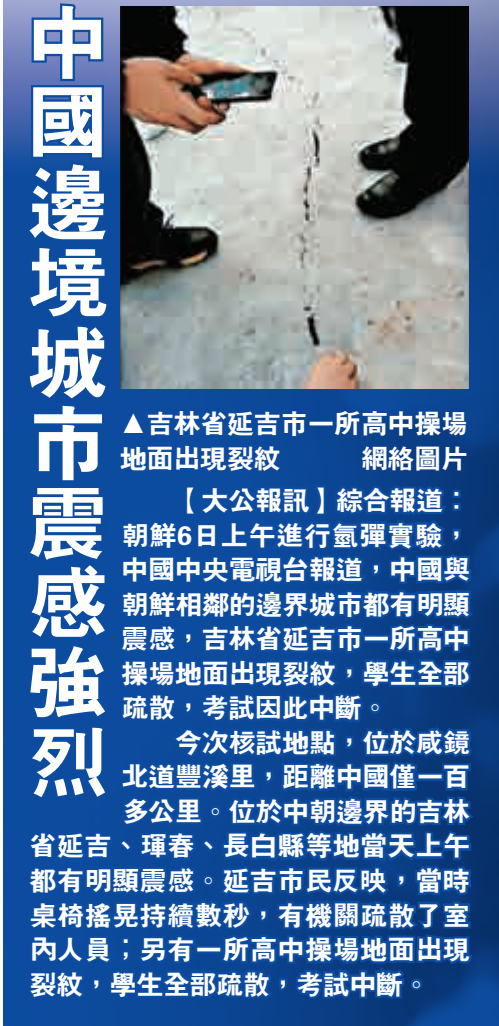 中國邊境城市震感強烈
▲吉林省延吉市一所高中操場
地面出現裂紋 網絡圖片
【大公報訊】綜合報道：
朝鮮6日上午進行氫彈實驗，
中國中央電視台報道，中國與
朝鮮相鄰的邊界城市都有明顯
震感，吉林省延吉市一所高中
操場地面出現裂紋，學生全部
疏散，考試因此中斷。
今次核試地點，位於咸鏡
北道豐溪里，距離中國僅一百
多公里。位於中朝邊界的吉林
省延吉、琿春、長白縣等地當天上午
都有明顯震感。延吉市民反映，當時
桌椅搖晃持續數秒，有機關疏散了室
內人員；另有一所高中操場地面出現
裂紋，學生全部疏散，考試中斷。